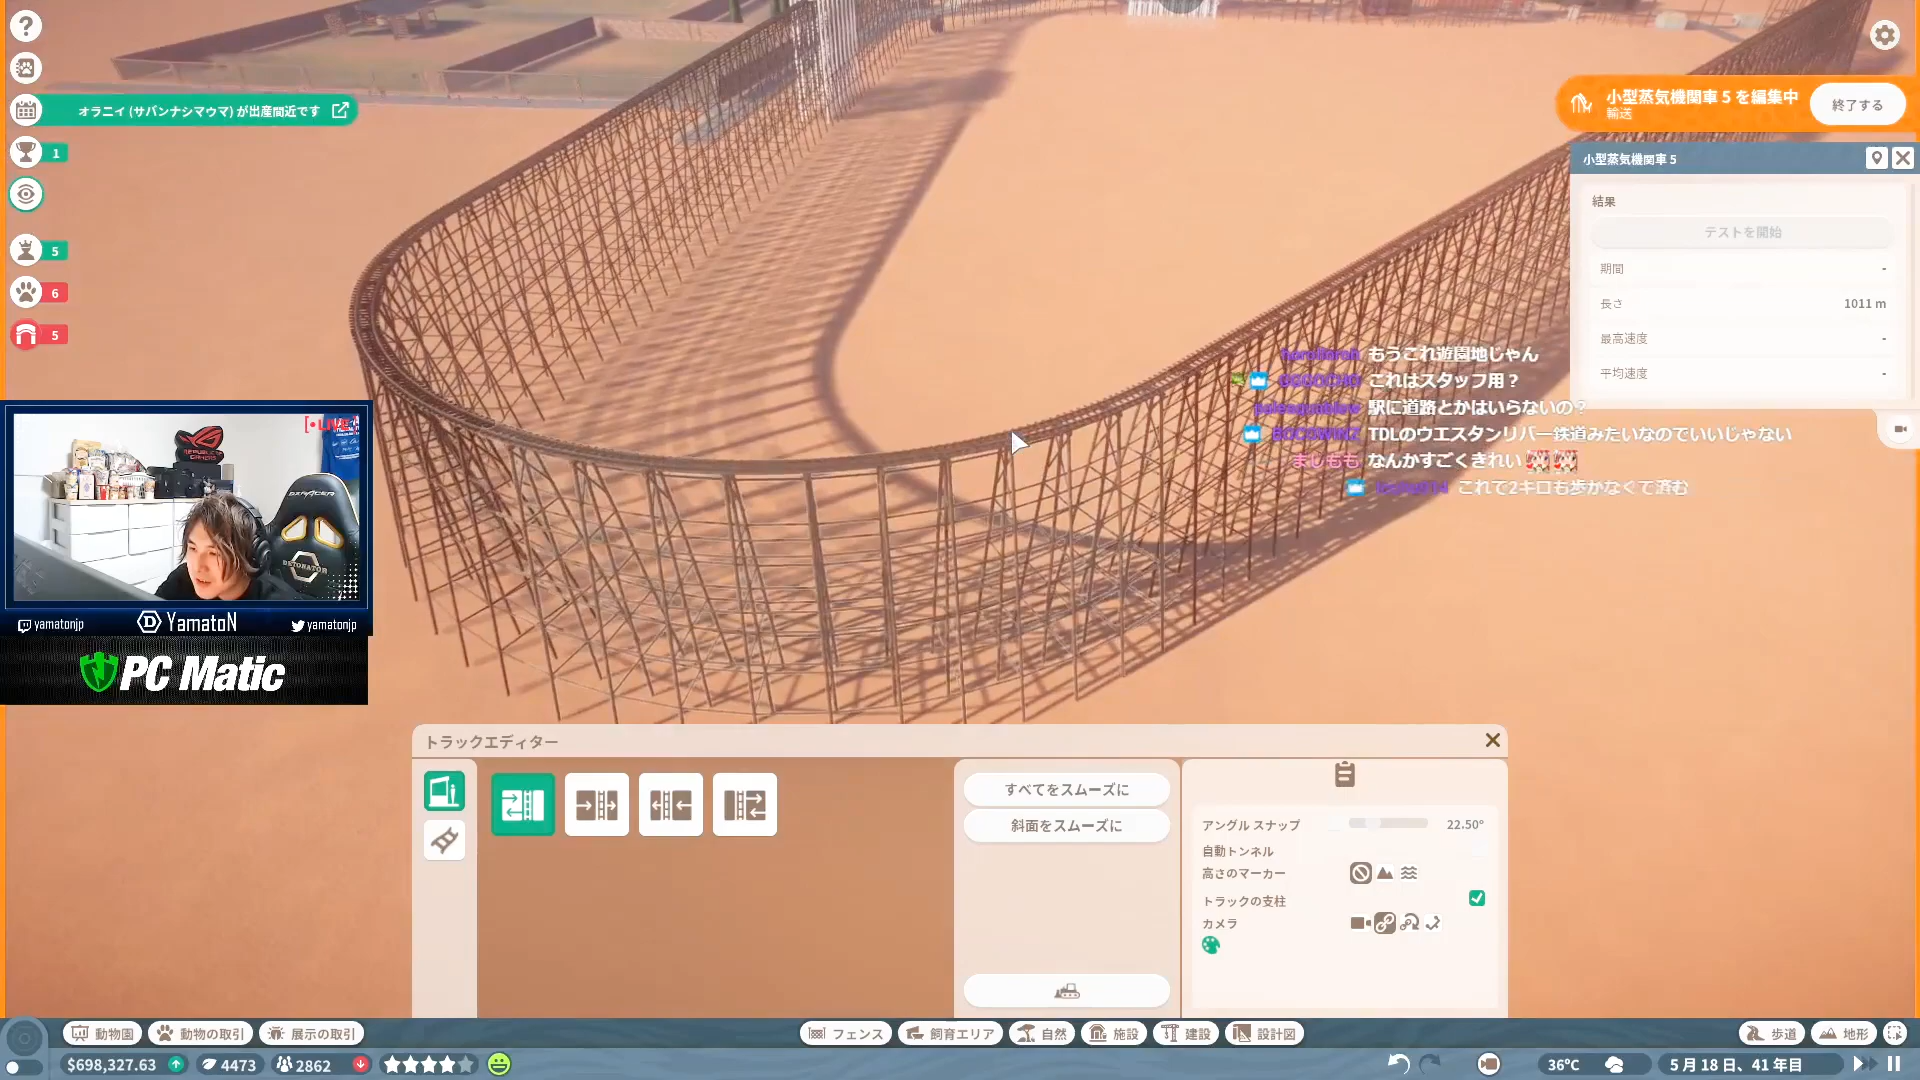 オラニィ (サバンナシマウマ) が出産間近です
1
5
6
5
小型蒸気機関車 5 を編集中
輸送
終了する
小型蒸気機関車 5
結果
テストを開始
期間 -
長さ 1011 m
最高速度 -
平均速度 -
もうこれ遊園地じゃん
これはスタッフ用？
駅に道路とかはいらないの？
TDLのウエスタンリバー鉄道みたいなのでいいじゃない
ましもも なんかすごくきれい
これで2キロも歩かなくて済む
[•LIVE]
REPUBLIC OF GAMERS
DXRACER
DETONATOR
yamatonjp
YamatoN
yamatonjp
PC Matic
トラックエディター
すべてをスムーズに
斜面をスムーズに
アングル スナップ 22.50°
自動トンネル
高さのマーカー
トラックの支柱
カメラ
動物園
動物の取引
展示の取引
フェンス
飼育エリア
自然
施設
建設
設計図
歩道
地形
$698,327.63
4473
2862
36°C
5 月 18 日、41 年目